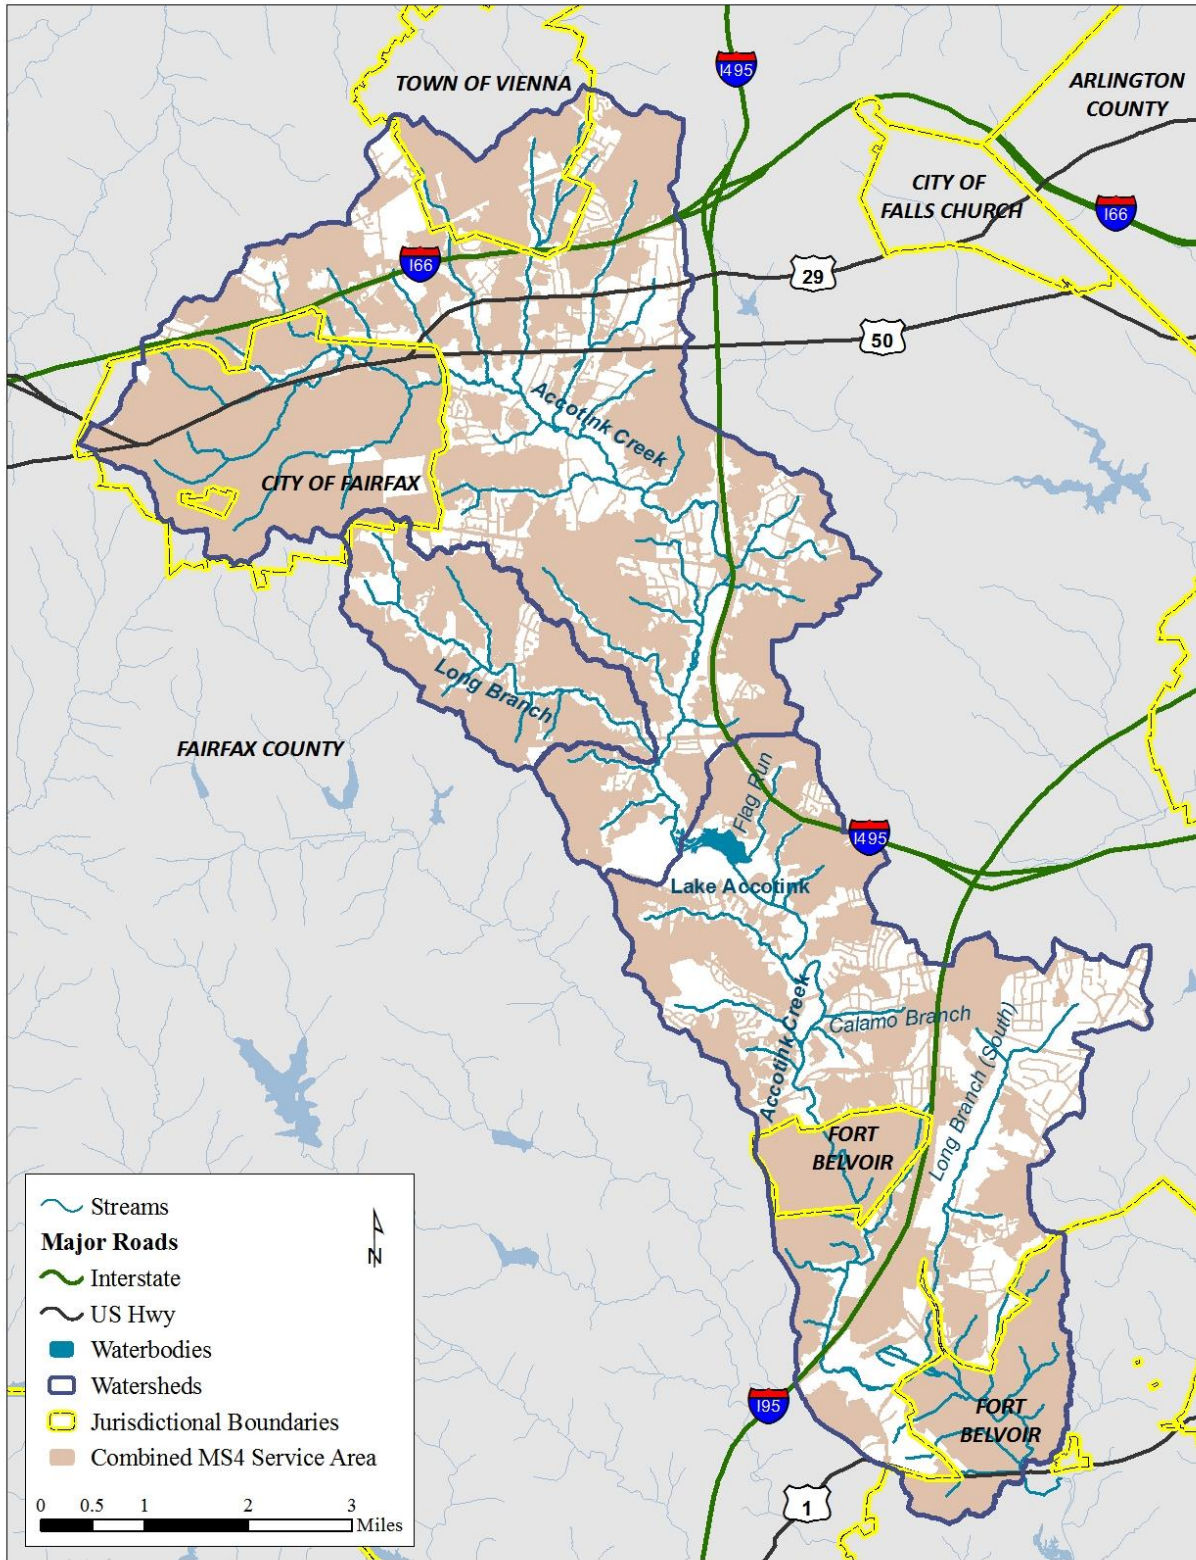 TOWN OF VIENNA
I495
ARLINGTON
COUNTY
CITY OF
FALLS CHURCH
I66
I66
29
50
Accotink Creek
CITY OF FAIRFAX
Long Branch
FAIRFAX COUNTY
Flag Run
I495
Lake Accotink
Accotink Creek
Calamo Branch
Long Branch (South)
FORT
BELVOIR
FORT
BELVOIR
I95
1
Streams
Major Roads
Interstate
US Hwy
Waterbodies
Watersheds
Jurisdictional Boundaries
Combined MS4 Service Area
N
0 0.5 1 2 3
Miles